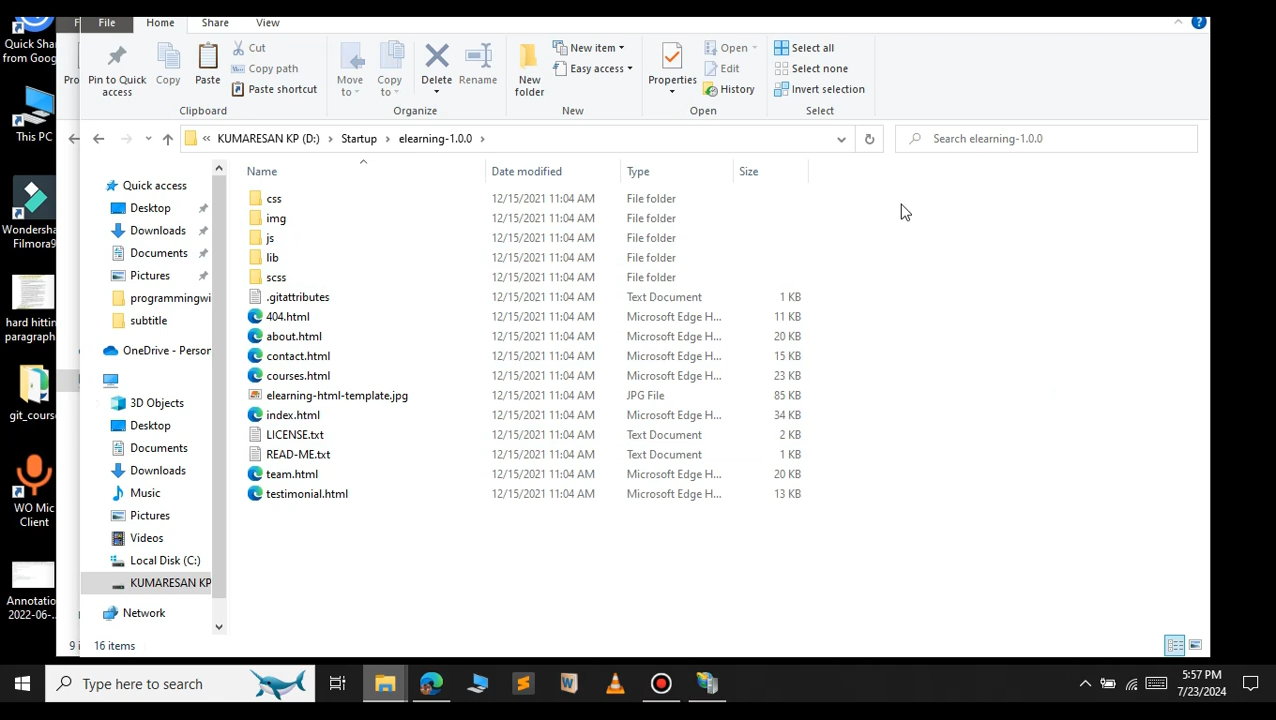 Quick Share
from Goog...
This PC
Wondersha...
Filmora9
hard hitting
paragraph...
git_cours
WO Mic
Client
Annotation
2022-06-...
File Home Share View
Pin to Quick
access
Copy
Paste
Cut
Copy path
Paste shortcut
Clipboard
Move
to
Copy
to
Delete
Rename
Organize
New
folder
New item
Easy access
New
Properties
Open
Edit
History
Open
Select all
Select none
Invert selection
Select
« KUMARESAN KP (D:) › Startup › elearning-1.0.0 ›
Search elearning-1.0.0
Quick access
Desktop
Downloads
Documents
Pictures
programmingwi
subtitle
OneDrive - Person
3D Objects
Desktop
Documents
Downloads
Music
Pictures
Videos
Local Disk (C:)
KUMARESAN KP
Network
Name Date modified Type Size
css 12/15/2021 11:04 AM File folder
img 12/15/2021 11:04 AM File folder
js 12/15/2021 11:04 AM File folder
lib 12/15/2021 11:04 AM File folder
scss 12/15/2021 11:04 AM File folder
.gitattributes 12/15/2021 11:04 AM Text Document 1 KB
404.html 12/15/2021 11:04 AM Microsoft Edge H... 11 KB
about.html 12/15/2021 11:04 AM Microsoft Edge H... 20 KB
contact.html 12/15/2021 11:04 AM Microsoft Edge H... 15 KB
courses.html 12/15/2021 11:04 AM Microsoft Edge H... 23 KB
elearning-html-template.jpg 12/15/2021 11:04 AM JPG File 85 KB
index.html 12/15/2021 11:04 AM Microsoft Edge H... 34 KB
LICENSE.txt 12/15/2021 11:04 AM Text Document 2 KB
READ-ME.txt 12/15/2021 11:04 AM Text Document 1 KB
team.html 12/15/2021 11:04 AM Microsoft Edge H... 20 KB
testimonial.html 12/15/2021 11:04 AM Microsoft Edge H... 13 KB
9 i
16 items
Type here to search
5:57 PM
7/23/2024